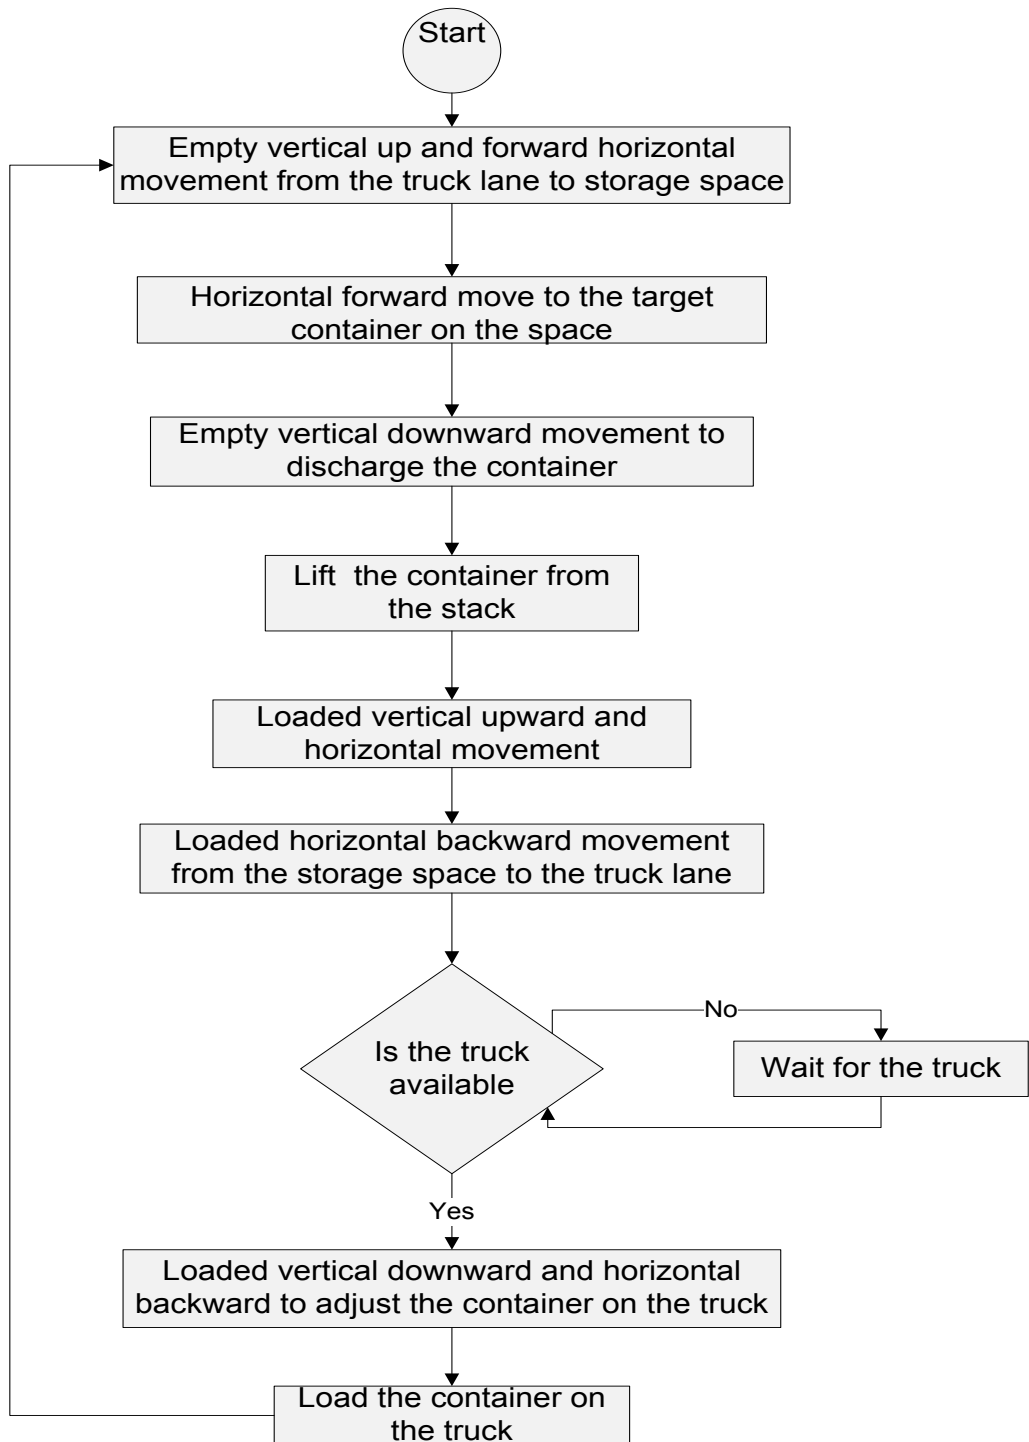 Start
Empty vertical up and forward horizontal
movement from the truck lane to storage space
Horizontal forward move to the target
container on the space
Empty vertical downward movement to
discharge the container
Lift  the container from
the stack
Loaded vertical upward and
horizontal movement
Loaded horizontal backward movement
from the storage space to the truck lane
Is the truck
available
No
Wait for the truck
Yes
Loaded vertical downward and horizontal
backward to adjust the container on the truck
Load the container on
the truck